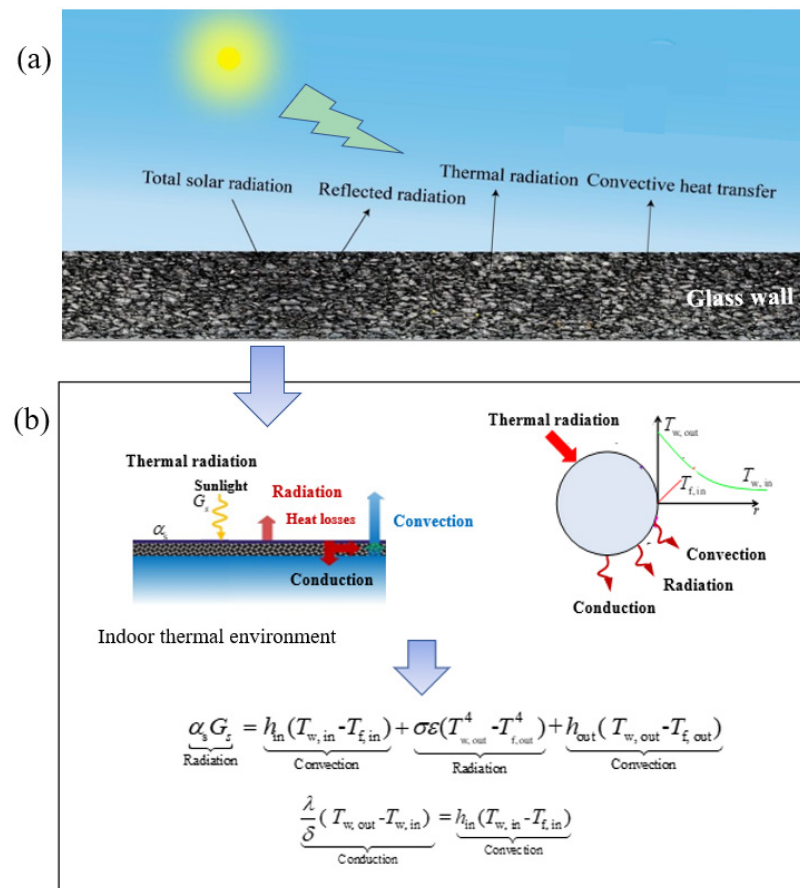 (a)
Total solar radiation
Reflected radiation
Thermal radiation
Convective heat transfer
Glass wall
(b)
Thermal radiation
Sunlight
G_s
α_s
Radiation
Heat losses
Convection
Conduction
Indoor thermal environment
Thermal radiation
T_w, out
T_f, in
T_w, in
r
Convection
Radiation
Conduction
α_s G_s = h_in (T_w, in - T_f, in) + σε(T^4_w, out - T^4_f, out) + h_out ( T_w, out - T_f, out)
Radiation Convection Radiation Convection
λ/δ ( T_w, out - T_w, in ) = h_in (T_w, in - T_f, in)
Conduction Convection